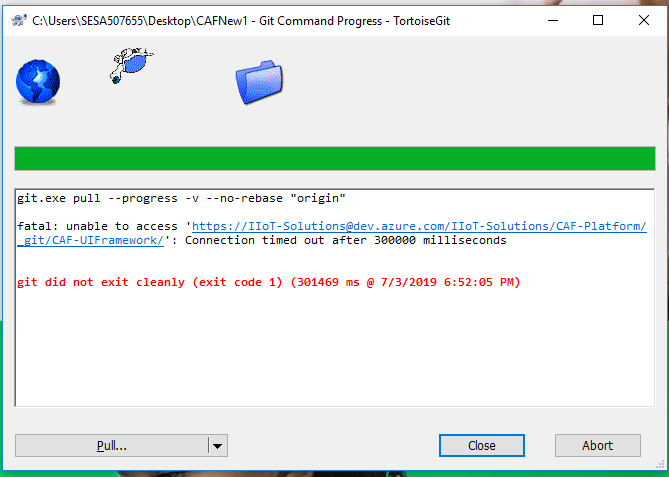 C:\Users\SESA507655\Desktop\CAFNew1 - Git Command Progress - TortoiseGit
git.exe pull --progress -v --no-rebase "origin"
fatal: unable to access 'https://IIoT-Solutions@dev.azure.com/IIoT-Solutions/CAF-Platform/
_git/CAF-UIFramework/': Connection timed out after 300000 milliseconds
git did not exit cleanly (exit code 1) (301469 ms @ 7/3/2019 6:52:05 PM)
Pull...
Close
Abort